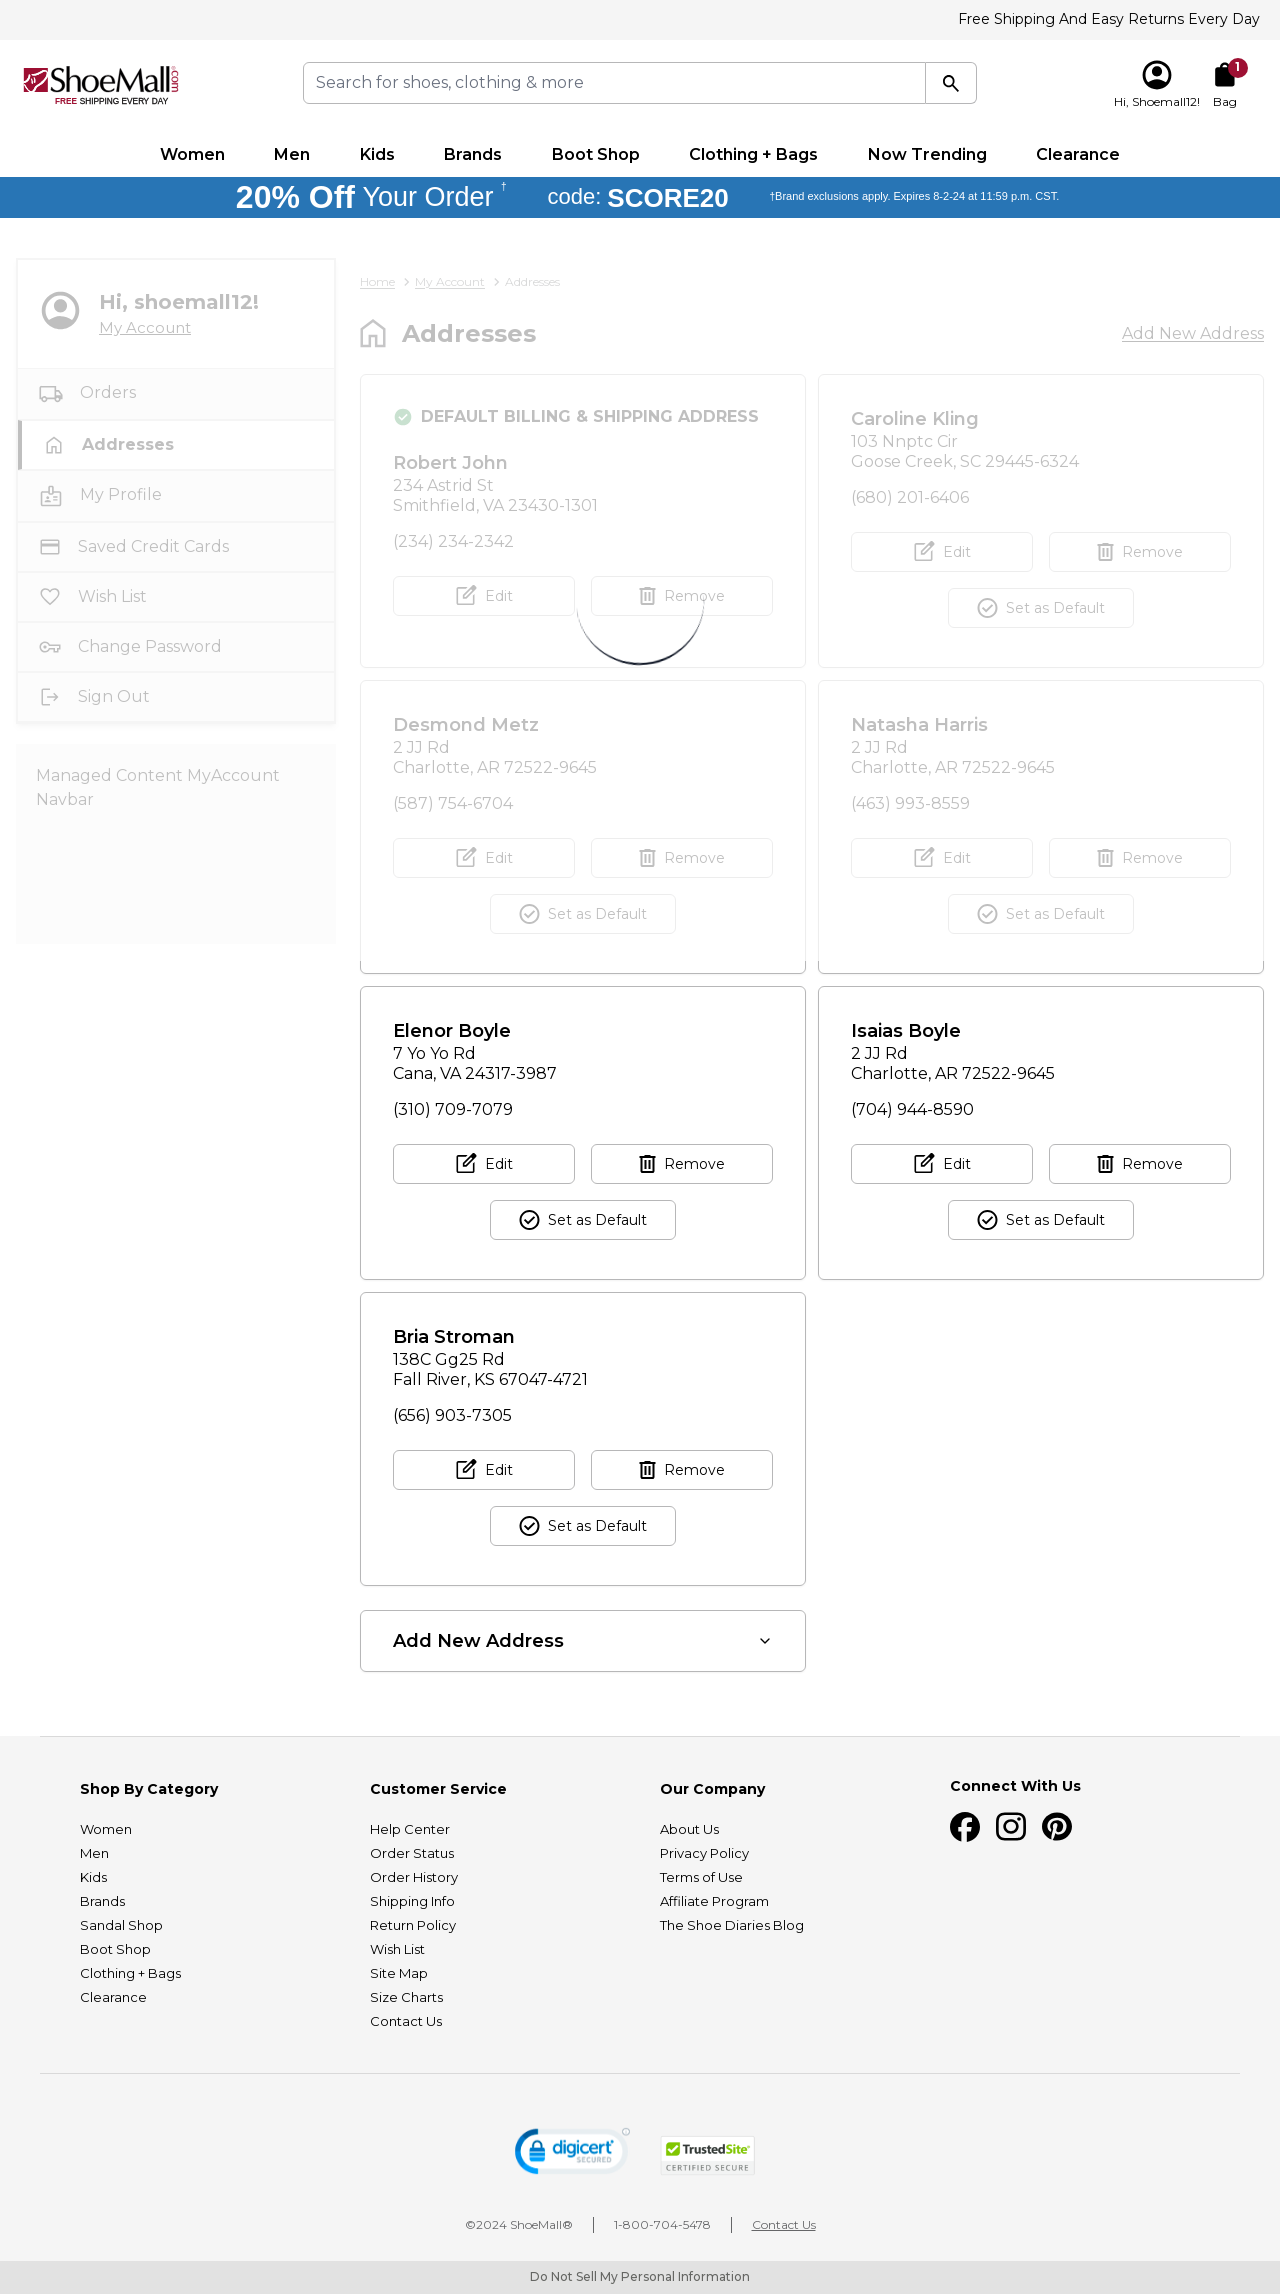 Free Shipping And Easy Returns Every Day
ShoeMall.com
FREE SHIPPING EVERY DAY
Search for shoes, clothing & more
Hi, Shoemall12!
1
Bag
Women Men Kids Brands Boot Shop Clothing + Bags Now Trending Clearance
20% Off Your Order † code: SCORE20 †Brand exclusions apply. Expires 8-2-24 at 11:59 p.m. CST.
Hi, shoemall12!
My Account
Orders
Addresses
My Profile
Saved Credit Cards
Wish List
Change Password
Sign Out
Managed Content MyAccount
Navbar
Home > My Account > Addresses
Addresses
Add New Address
DEFAULT BILLING & SHIPPING ADDRESS
Robert John
234 Astrid St
Smithfield, VA 23430-1301
(234) 234-2342
Edit Remove
Caroline Kling
103 Nnptc Cir
Goose Creek, SC 29445-6324
(680) 201-6406
Edit Remove
Set as Default
Desmond Metz
2 JJ Rd
Charlotte, AR 72522-9645
(587) 754-6704
Edit Remove
Set as Default
Natasha Harris
2 JJ Rd
Charlotte, AR 72522-9645
(463) 993-8559
Edit Remove
Set as Default
Elenor Boyle
7 Yo Yo Rd
Cana, VA 24317-3987
(310) 709-7079
Edit Remove
Set as Default
Isaias Boyle
2 JJ Rd
Charlotte, AR 72522-9645
(704) 944-8590
Edit Remove
Set as Default
Bria Stroman
138C Gg25 Rd
Fall River, KS 67047-4721
(656) 903-7305
Edit Remove
Set as Default
Add New Address
Shop By Category
Women
Men
Kids
Brands
Sandal Shop
Boot Shop
Clothing + Bags
Clearance
Customer Service
Help Center
Order Status
Order History
Shipping Info
Return Policy
Wish List
Site Map
Size Charts
Contact Us
Our Company
About Us
Privacy Policy
Terms of Use
Affiliate Program
The Shoe Diaries Blog
Connect With Us
digicert
SECURED
TrustedSite
CERTIFIED SECURE
©2024 ShoeMall® 1-800-704-5478 Contact Us
Do Not Sell My Personal Information